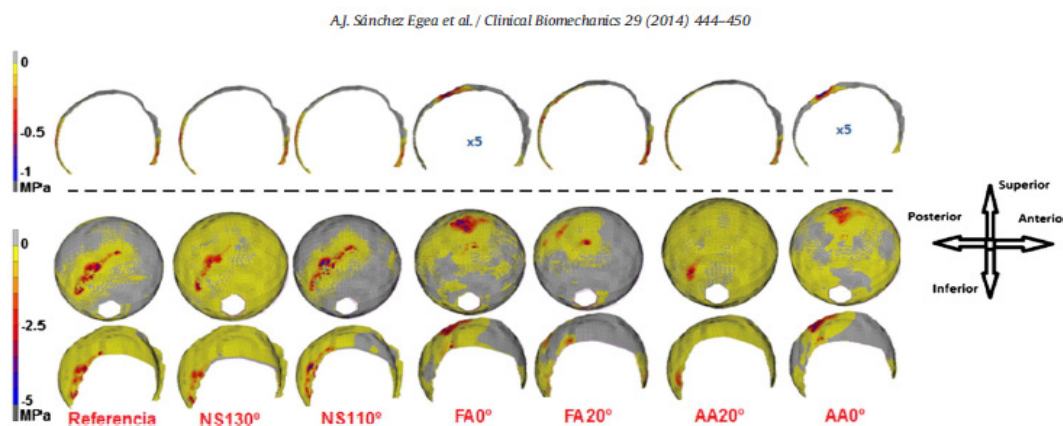 A.J. Sánchez Egea et al. / Clinical Biomechanics 29 (2014) 444–450
0
-0.5
-1
MPa
x5
x5
Superior
Posterior
Anterior
Inferior
0
-2.5
-5
MPa
Referencia
NS130º
NS110º
FA0º
FA20º
AA20º
AA0º